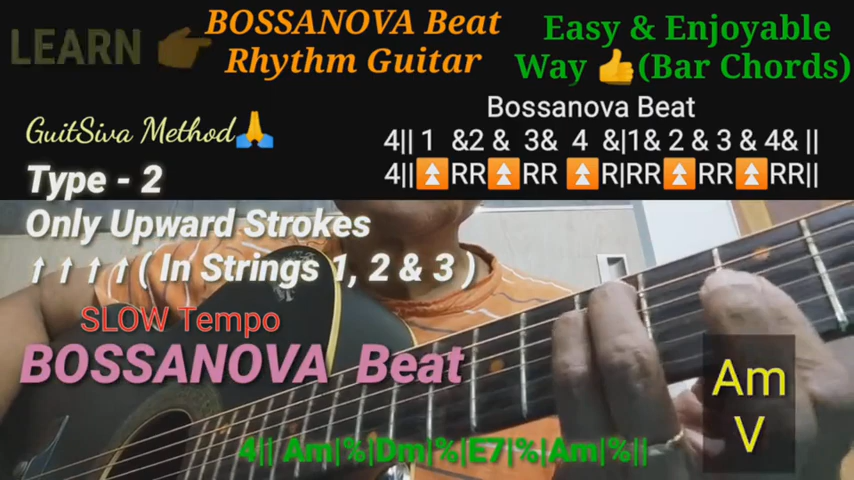 LEARN 👉
BOSSANOVA Beat
Rhythm Guitar
Easy & Enjoyable
Way 👍(Bar Chords)
GuitSiva Method🙏
Bossanova Beat
4|| 1 &2 & 3& 4 &|1& 2 & 3 & 4& ||
4||⏫RR⏫RR ⏫R|RR⏫RR⏫RR||
Type - 2
Only Upward Strokes
↑↑↑↑( In Strings 1, 2 & 3 )
SLOW Tempo
BOSSANOVA Beat
Am
V
4|| Am|%|Dm|%|E7|%|Am|%||